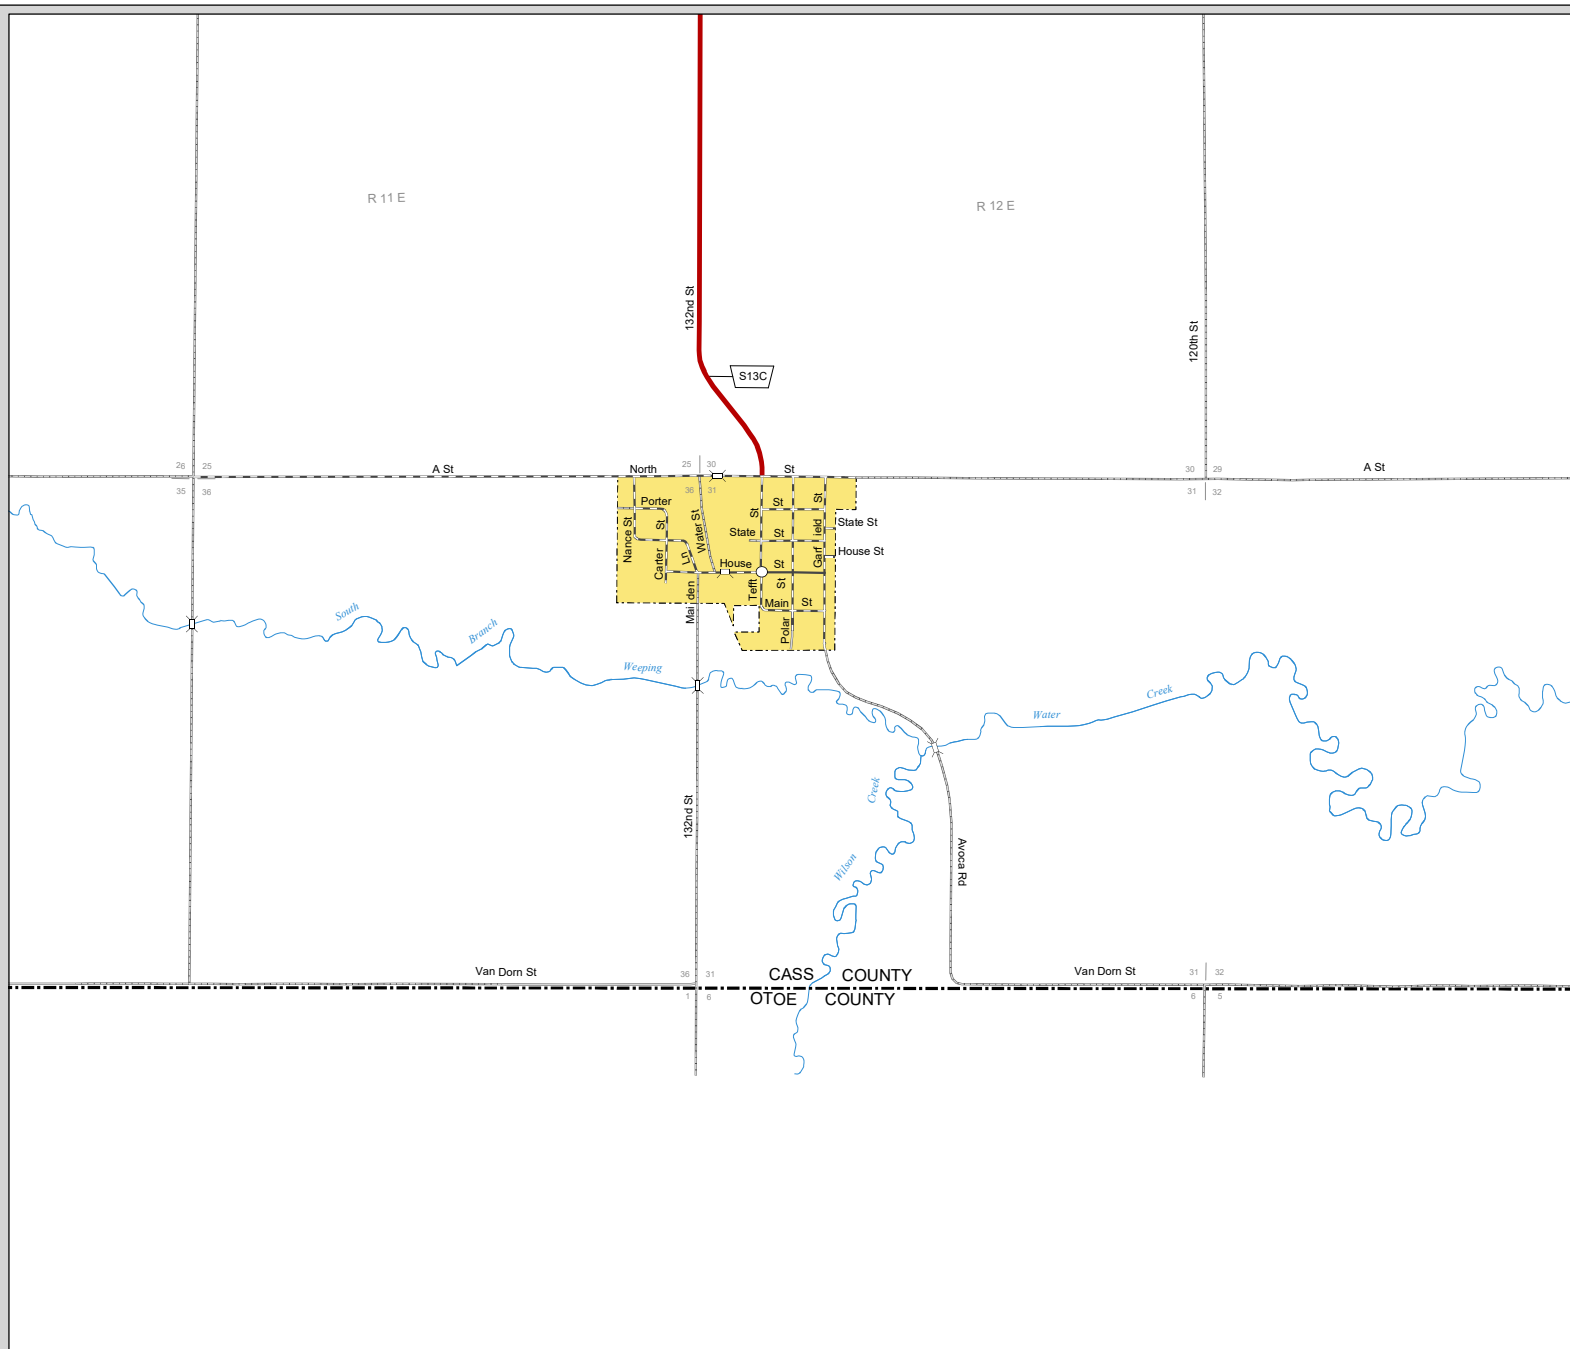 R 11 E
R 12 E
132nd St
120th St
S13C
26 25
25 30
30 29
A St
North St
A St
35 36
36 31
31 32
Porter St
Nance St
Carter St
Water St
Maiden Ln
State St
House St
Tefft St
Main St
Polar St
Garfield St
State St
House St
South Branch Weeping Water Creek
Wilson Creek
132nd St
Avoca Rd
Van Dorn St
36 31
CASS COUNTY
Van Dorn St
31 32
1 6
OTOE COUNTY
6 5